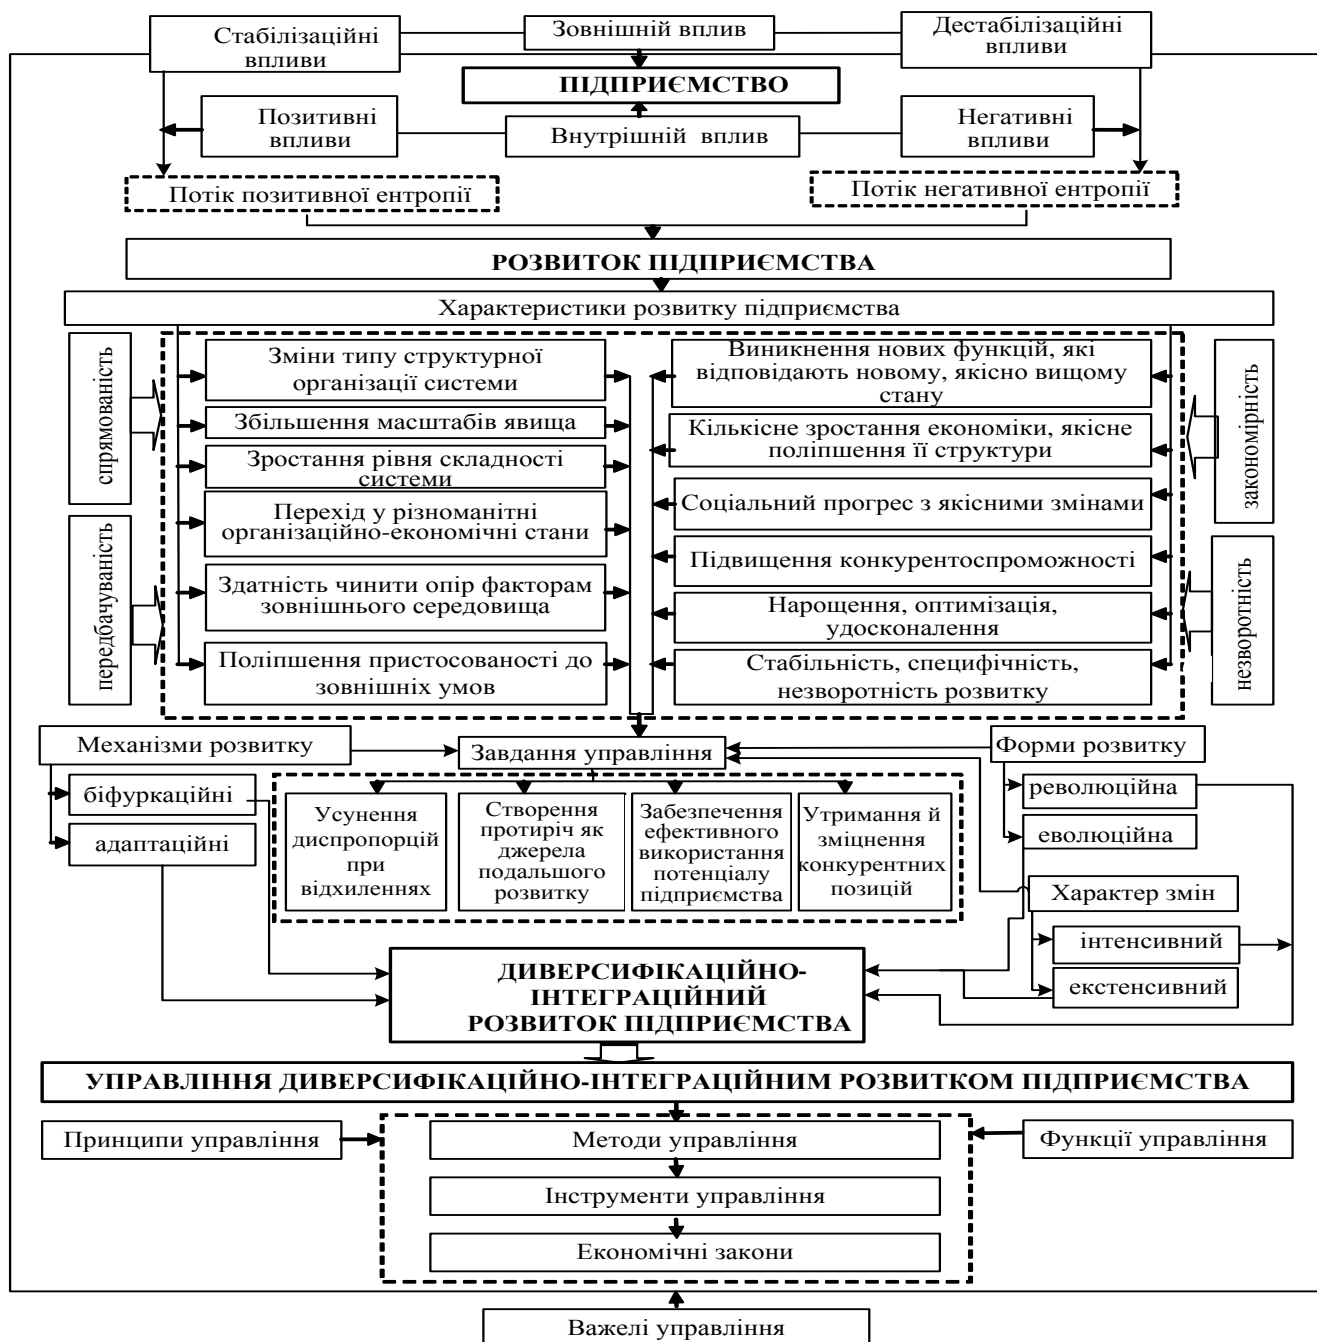 Стабілізаційні
впливи
Зовнішній вплив
Дестабілізаційні
впливи
ПІДПРИЄМСТВО
Позитивні
впливи
Внутрішній вплив
Негативні
впливи
Потік позитивної ентропії
Потік негативної ентропії
РОЗВИТОК ПІДПРИЄМСТВА
Характеристики розвитку підприємства
спрямованість
передбачуваність
Зміни типу структурної
організації системи
Збільшення масштабів явища
Зростання рівня складності
системи
Перехід у різноманітні
організаційно-економічні стани
Здатність чинити опір факторам
зовнішнього середовища
Поліпшення пристосованості до
зовнішніх умов
Виникнення нових функцій, які
відповідають новому, якісно вищому
стану
Кількісне зростання економіки, якісне
поліпшення її структури
Соціальний прогрес з якісними змінами
Підвищення конкурентоспроможності
Нарощення, оптимізація,
удосконалення
Стабільність, специфічність,
незворотність розвитку
закономірність
незворотність
Механізми розвитку
біфуркаційні
адаптаційні
Завдання управління
Усунення
диспропорцій
при
відхиленнях
Створення
протиріч як
джерела
подальшого
розвитку
Забезпечення
ефективного
використання
потенціалу
підприємства
Утримання й
зміцнення
конкурентних
позицій
Форми розвитку
революційна
еволюційна
Характер змін
інтенсивний
екстенсивний
ДИВЕРСИФІКАЦІЙНО-
ІНТЕГРАЦІЙНИЙ
РОЗВИТОК ПІДПРИЄМСТВА
УПРАВЛІННЯ ДИВЕРСИФІКАЦІЙНО-ІНТЕГРАЦІЙНИМ РОЗВИТКОМ ПІДПРИЄМСТВА
Принципи управління
Методи управління
Функції управління
Інструменти управління
Економічні закони
Важелі управління